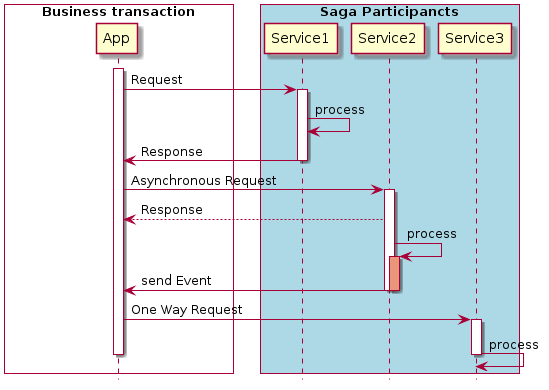 Business transaction
Saga Participancts
App
Service1
Service2
Service3
Request
process
Response
Asynchronous Request
Response
process
send Event
One Way Request
process